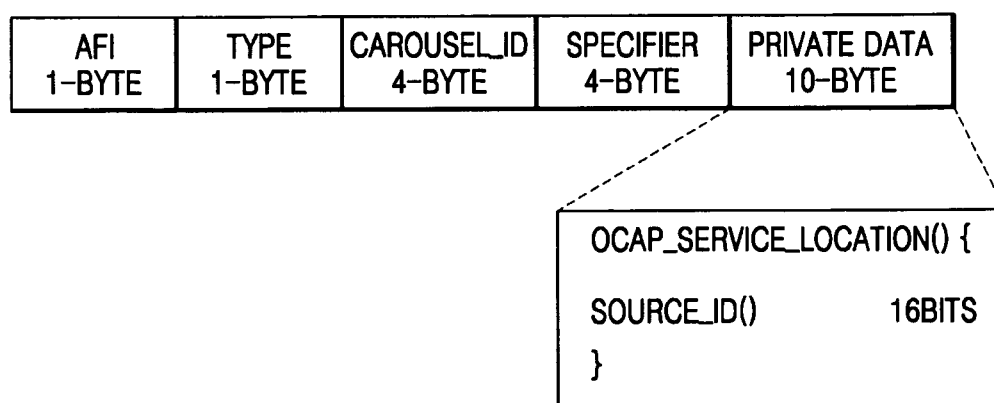 AFI
1-BYTE
TYPE
1-BYTE
CAROUSEL_ID
4-BYTE
SPECIFIER
4-BYTE
PRIVATE DATA
10-BYTE
OCAP_SERVICE_LOCATION() {
SOURCE_ID() 16BITS
}